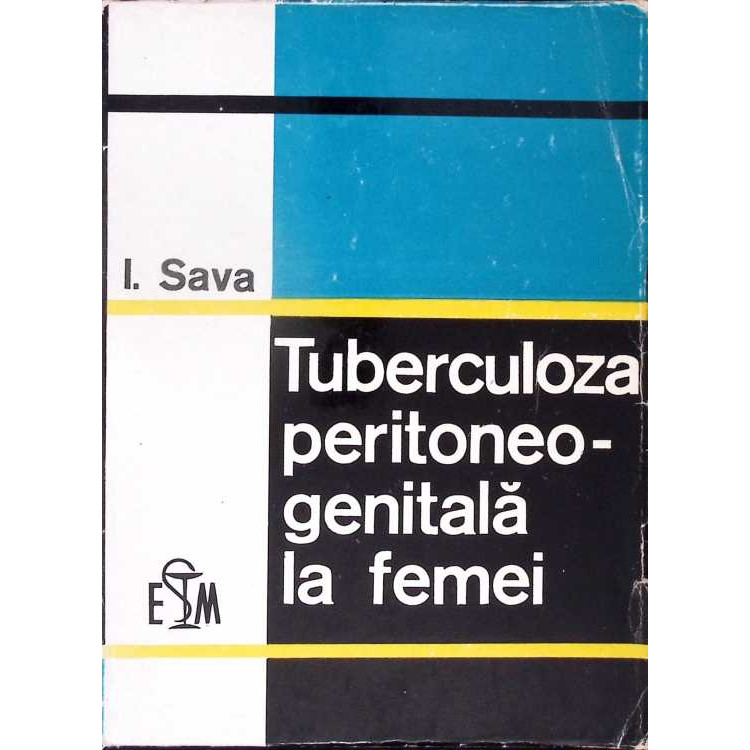 I. Sava
Tuberculoza
peritoneo-
genitală
la femei
ESM